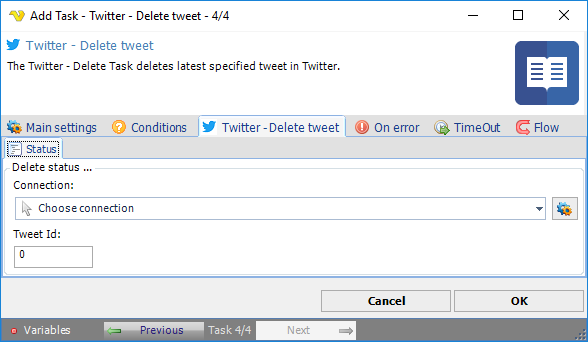 Add Task - Twitter - Delete tweet - 4/4
Twitter - Delete tweet
The Twitter - Delete Task deletes latest specified tweet in Twitter.
Main settings Conditions Twitter - Delete tweet On error TimeOut Flow
Status
Delete status ...
Connection:
Choose connection
Tweet Id:
0
Cancel OK
Variables Previous Task 4/4 Next